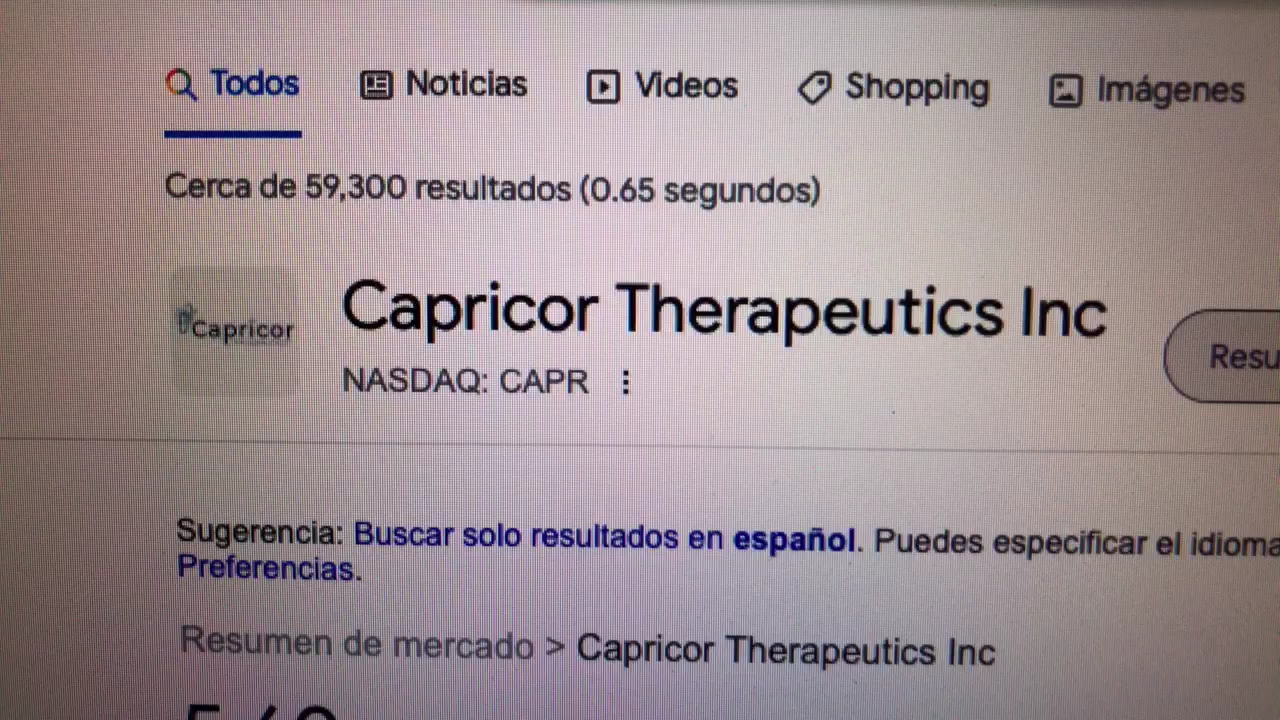 Todos Noticias Videos Shopping Imágenes
Cerca de 59,300 resultados (0.65 segundos)
Capricor
Capricor Therapeutics Inc
NASDAQ: CAPR
Resu
Sugerencia: Buscar solo resultados en español. Puedes especificar el idioma
Preferencias.
Resumen de mercado > Capricor Therapeutics Inc